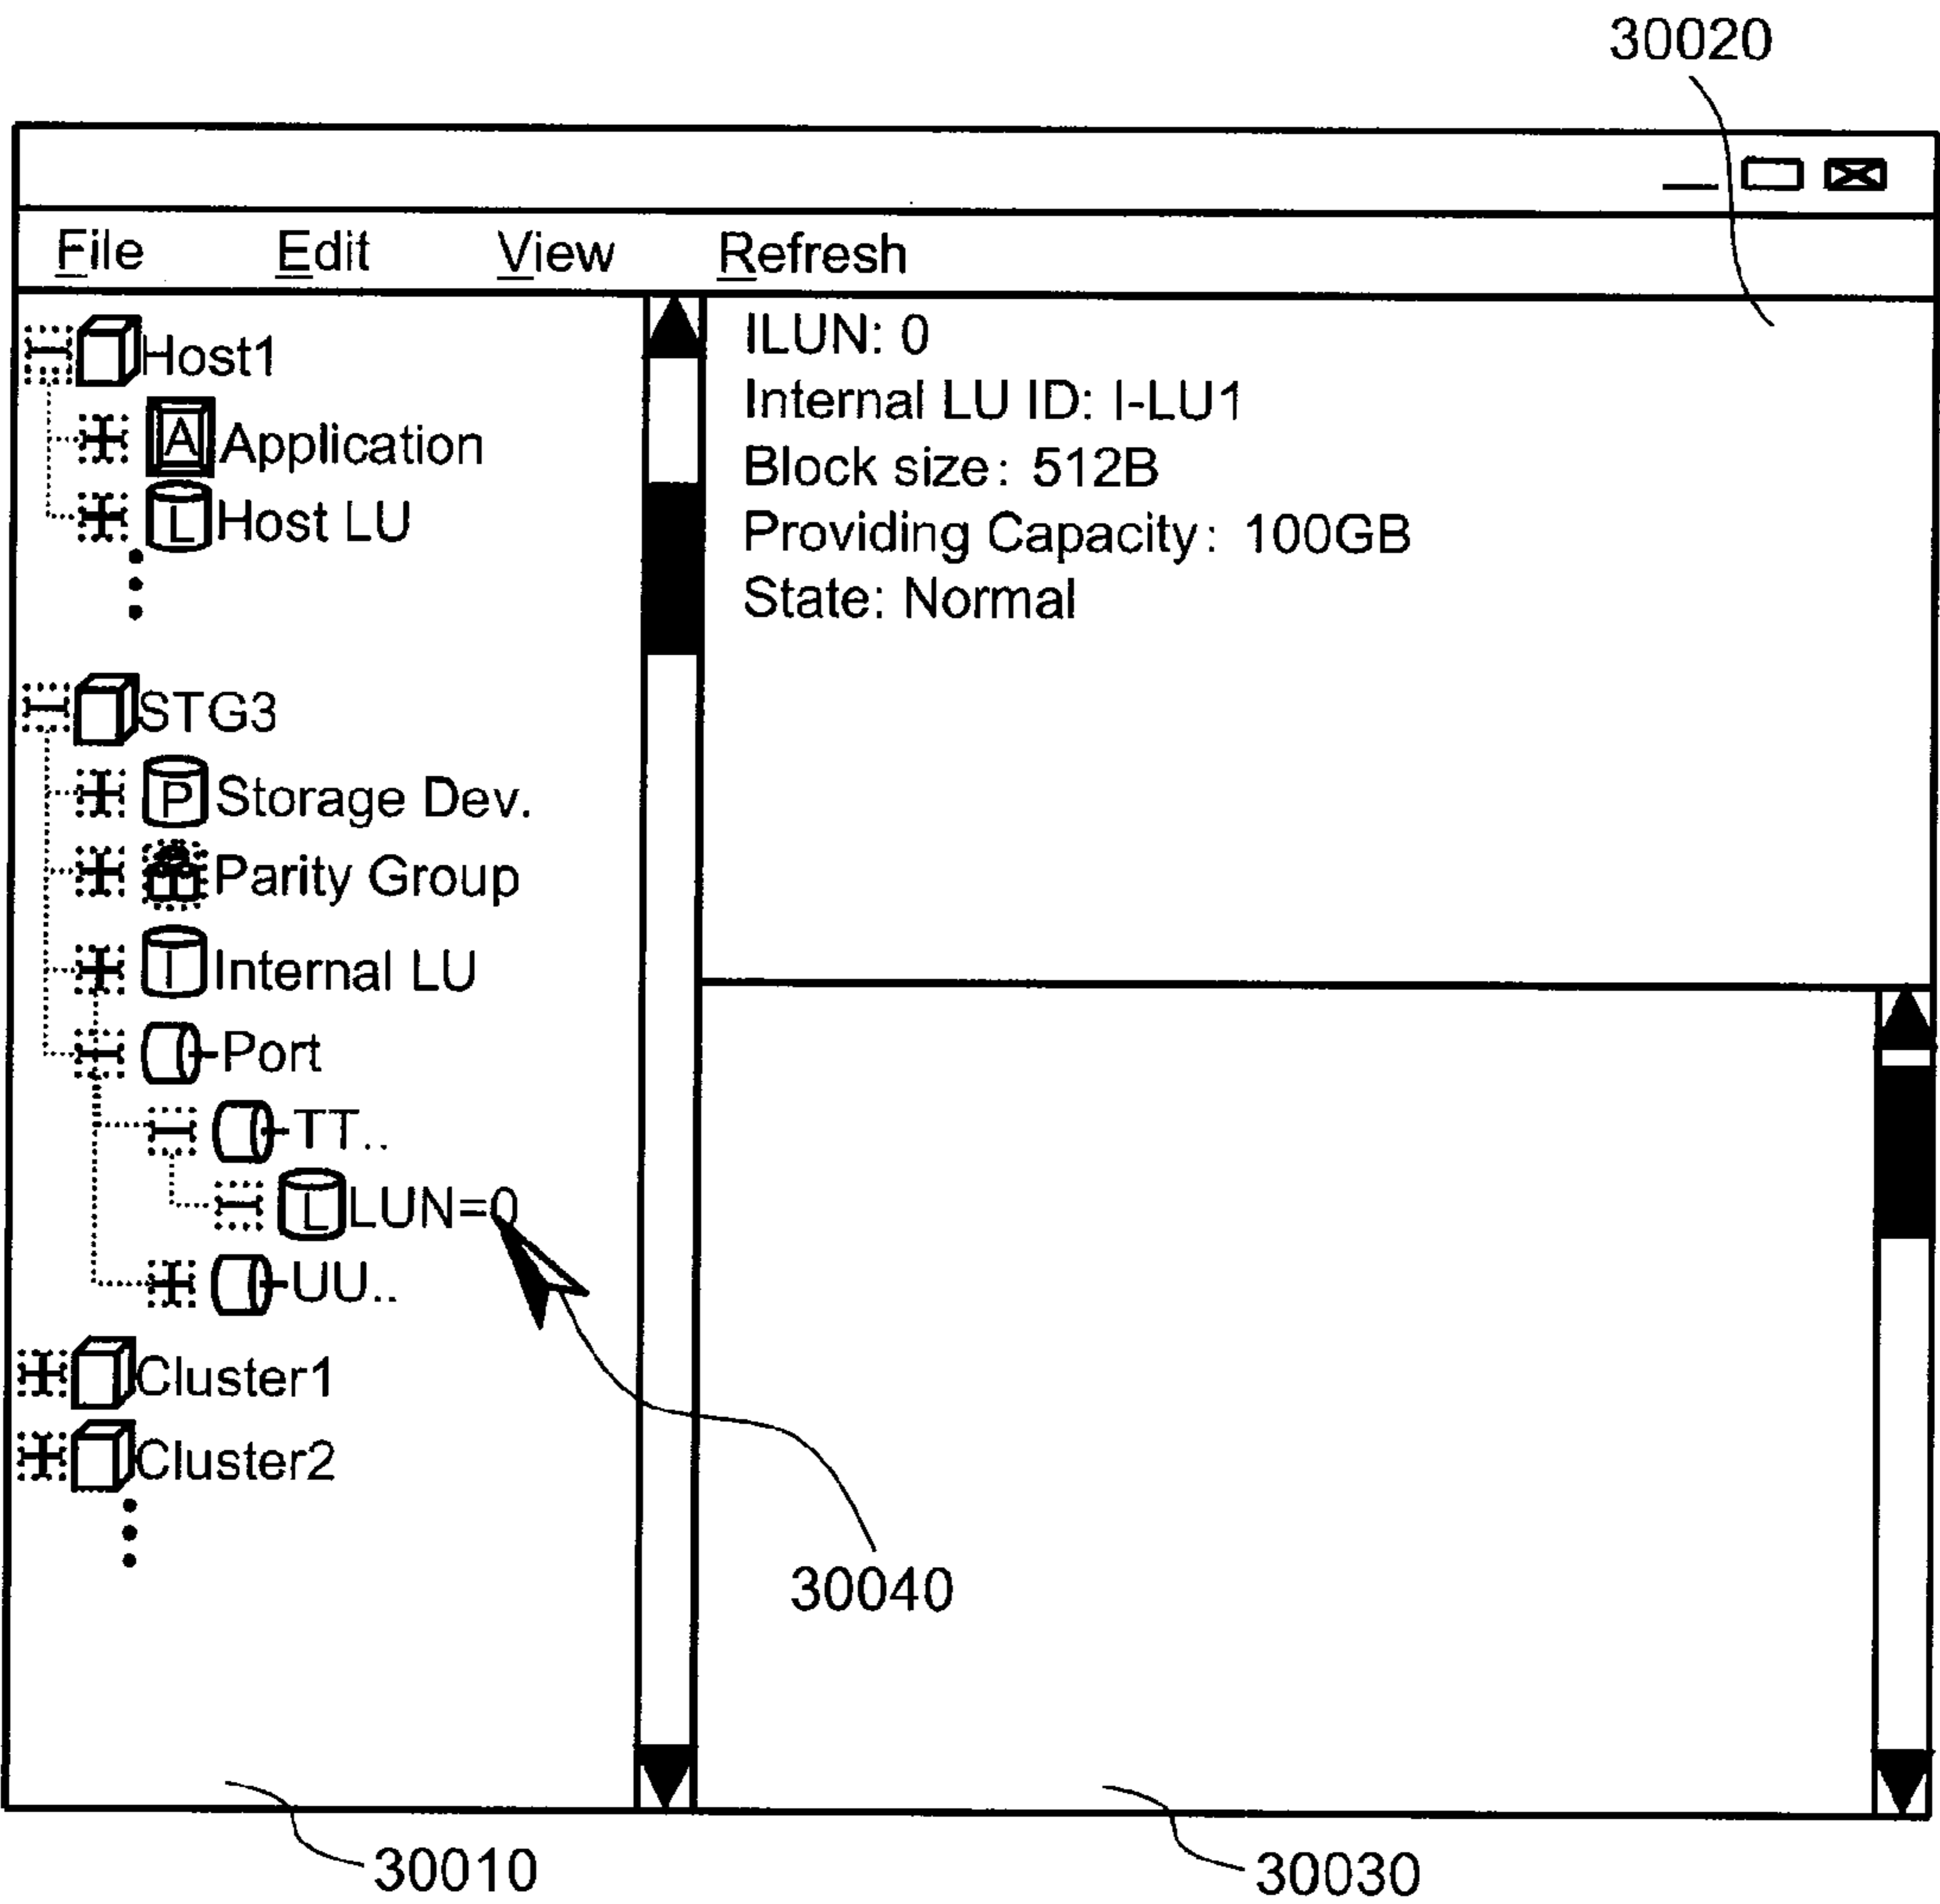 30020
File Edit View Refresh
Host1
A Application
L Host LU
STG3
P Storage Dev.
Parity Group
I Internal LU
Port
TT..
L LUN=0
UU..
Cluster1
Cluster2
ILUN: 0
Internal LU ID: I-LU1
Block size: 512B
Providing Capacity: 100GB
State: Normal
30040
30010
30030